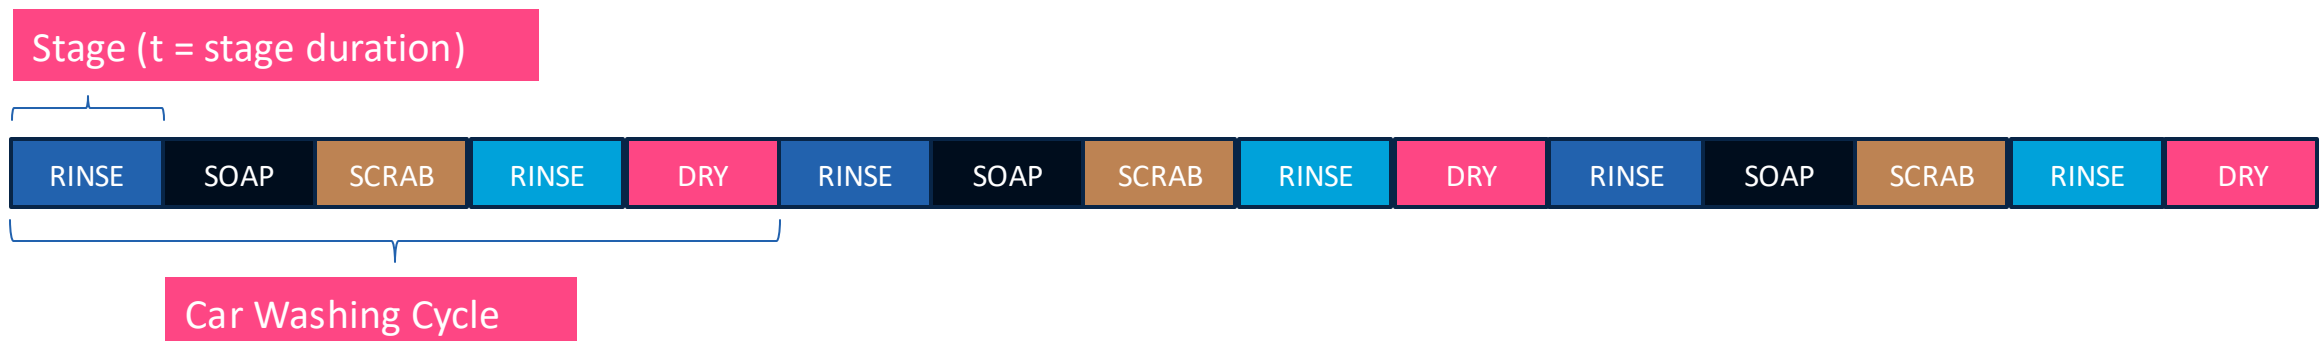 Stage (t = stage duration)
RINSE SOAP SCRAB RINSE DRY RINSE SOAP SCRAB RINSE DRY RINSE SOAP SCRAB RINSE DRY
Car Washing Cycle